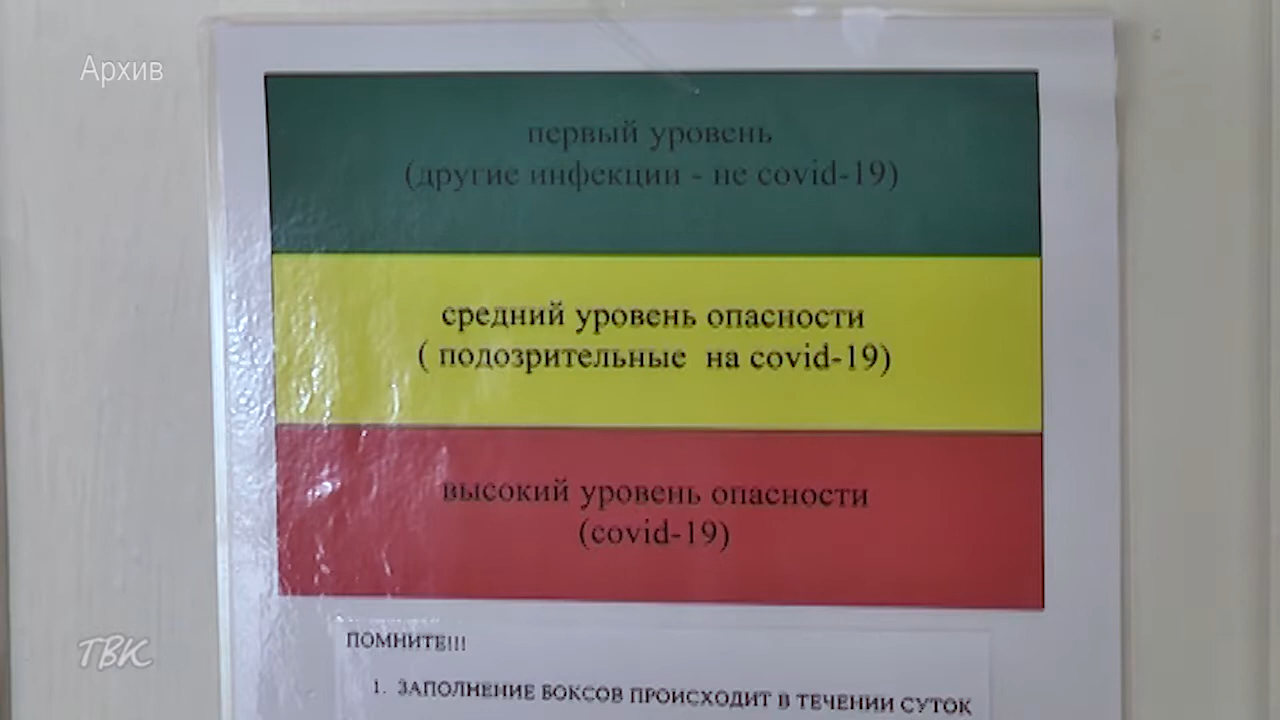 Архив
первый уровень
(другие инфекции - не covid-19)
средний уровень опасности
( подозрительные на covid-19)
высокий уровень опасности
(covid-19)
ПОМНИТЕ!!!
1. ЗАПОЛНЕНИЕ БОКСОВ ПРОИСХОДИТ В ТЕЧЕНИИ СУТОК
ТВК